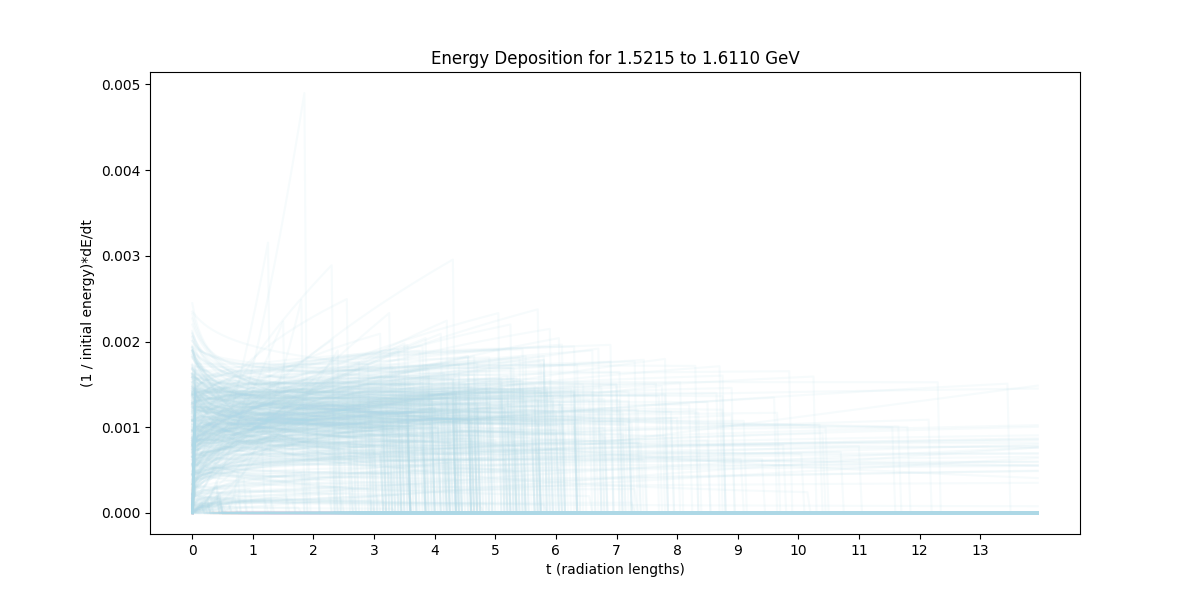 Energy Deposition for 1.5215 to 1.6110 GeV
0.005
0.004
0.003
0.002
0.001
0.000
(1 / initial energy)*dE/dt
0 1 2 3 4 5 6 7 8 9 10 11 12 13
t (radiation lengths)